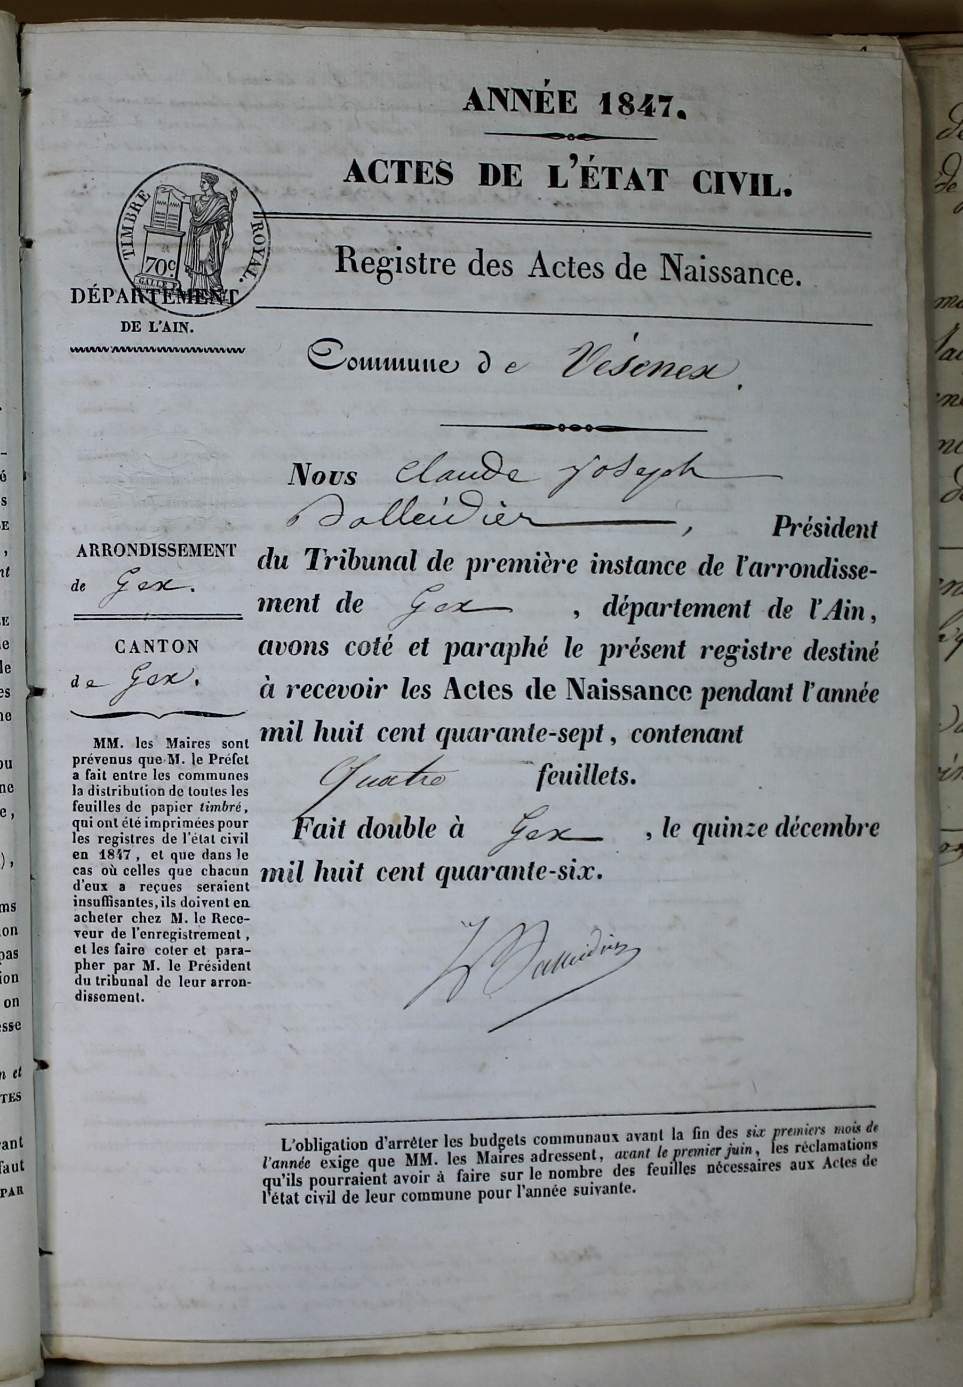 ANNÉE 1847.
ACTES DE L'ÉTAT CIVIL.
TIMBRE ROYAL.
70c
DÉPARTEMENT
DE L'AIN.
Registre des Actes de Naissance.
Commune de Vésenex.
Nous Claude Joseph
Balleidier, Président
du Tribunal de première instance de l'arrondisse-
ment de Gex, département de l'Ain,
avons coté et paraphé le présent registre destiné
à recevoir les Actes de Naissance pendant l'année
mil huit cent quarante-sept, contenant
Quatre feuillets.
Fait double à Gex, le quinze décembre
mil huit cent quarante-six.
Balleidier
ARRONDISSEMENT
de Gex.
CANTON
de Gex.
MM. les Maires sont
prévenus que M. le Préfet
a fait entre les communes
la distribution de toutes les
feuilles de papier timbré,
qui ont été imprimées pour
les registres de l'état civil
en 1847, et que dans le
cas où celles que chacun
d'eux a reçues seraient
insuffisantes, ils doivent en
acheter chez M. le Rece-
veur de l'enregistrement,
et les faire coter et para-
pher par M. le Président
du tribunal de leur arron-
dissement.
L'obligation d'arrêter les budgets communaux avant la fin des six premiers mois de
l'année exige que MM. les Maires adressent, avant le premier juin, les réclamations
qu'ils pourraient avoir à faire sur le nombre des feuilles nécessaires aux Actes de
l'état civil de leur commune pour l'année suivante.